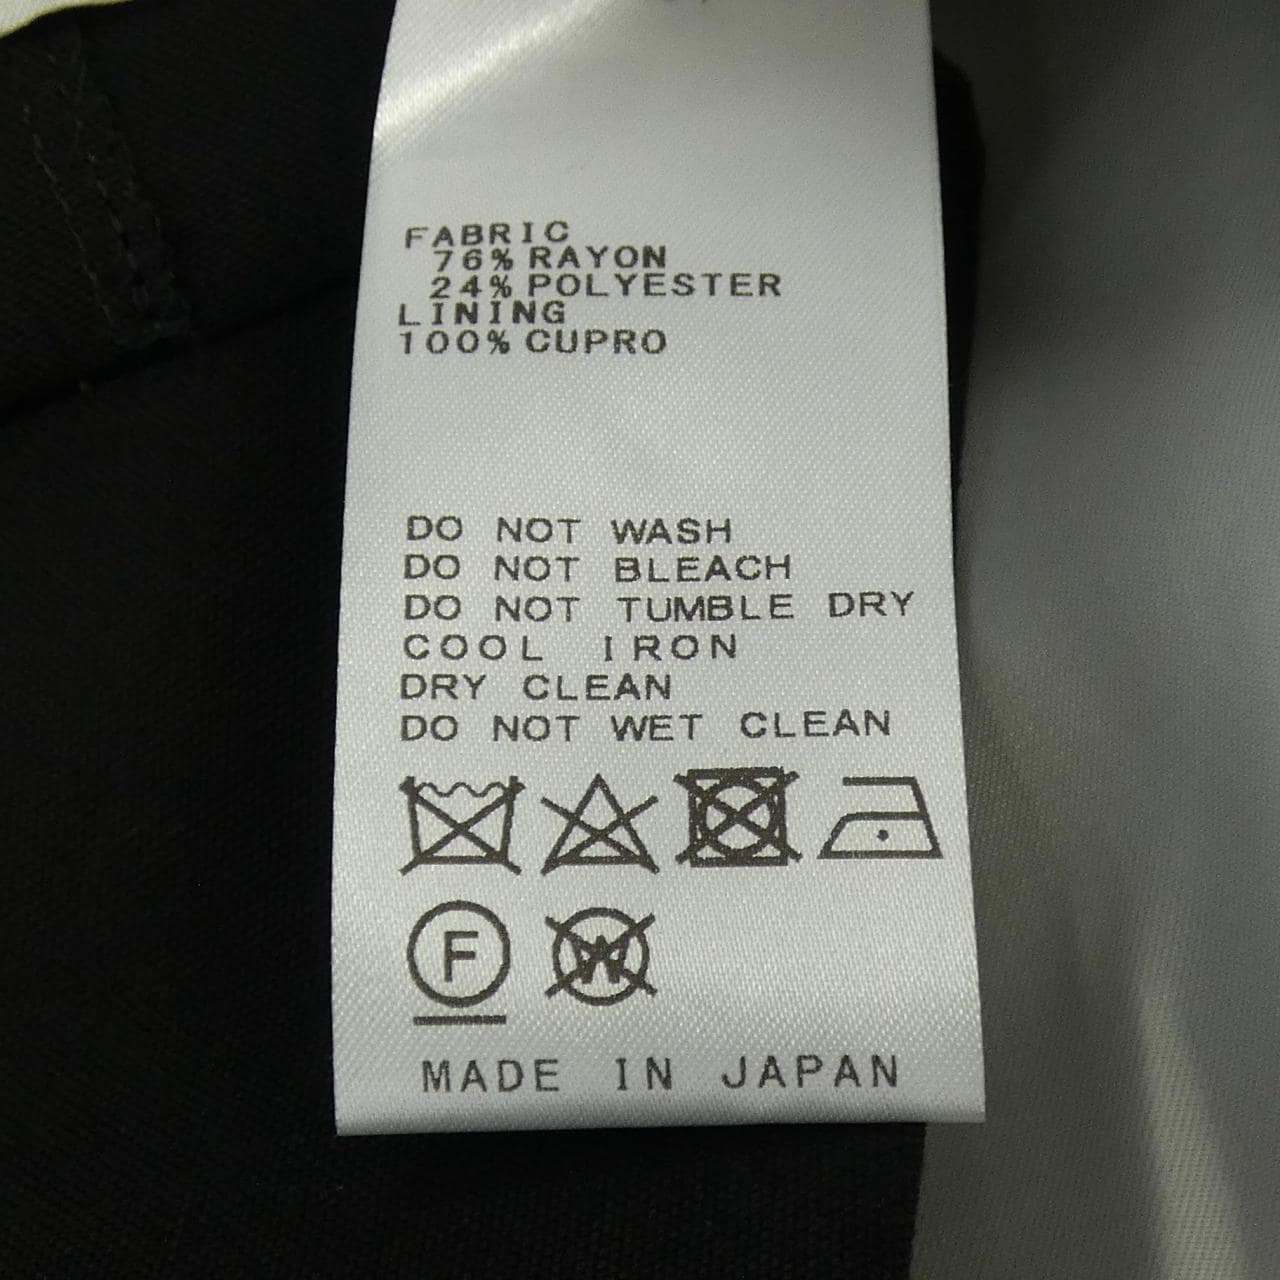 FABRIC
76% RAYON
24% POLYESTER
LINING
100% CUPRO
DO NOT WASH
DO NOT BLEACH
DO NOT TUMBLE DRY
COOL IRON
DRY CLEAN
DO NOT WET CLEAN
F W
MADE IN JAPAN